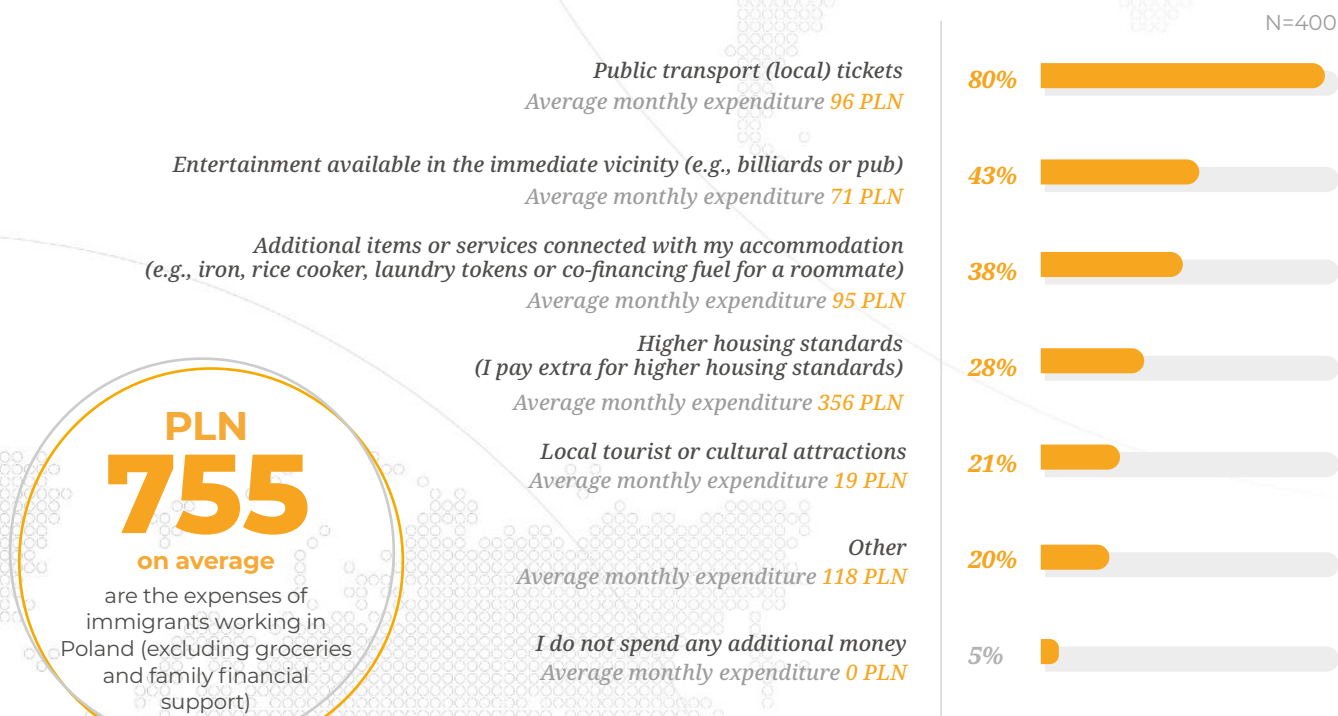 N=400
Public transport (local) tickets
Average monthly expenditure 96 PLN
80%
Entertainment available in the immediate vicinity (e.g., billiards or pub)
Average monthly expenditure 71 PLN
43%
Additional items or services connected with my accommodation
(e.g., iron, rice cooker, laundry tokens or co-financing fuel for a roommate)
Average monthly expenditure 95 PLN
38%
Higher housing standards
(I pay extra for higher housing standards)
Average monthly expenditure 356 PLN
28%
Local tourist or cultural attractions
Average monthly expenditure 19 PLN
21%
Other
Average monthly expenditure 118 PLN
20%
I do not spend any additional money
Average monthly expenditure 0 PLN
5%
PLN
755
on average
are the expenses of
immigrants working in
Poland (excluding groceries
and family financial
support)